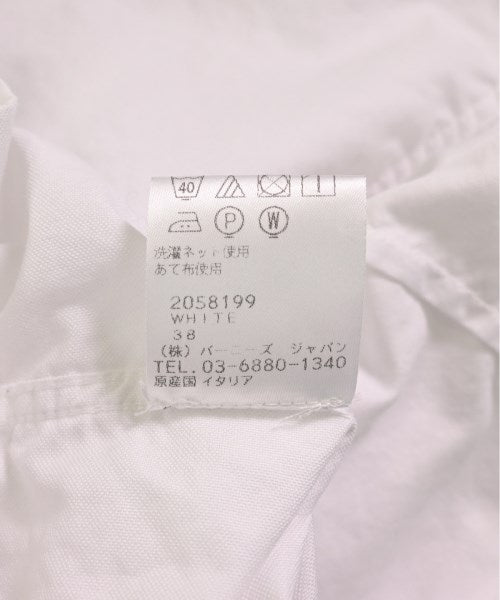 40
P W
洗濯ネット使用
あて布使用
2058199
WHITE
38
(株) バーニーズ ジャパン
TEL. 03-6880-1340
原産国 イタリア